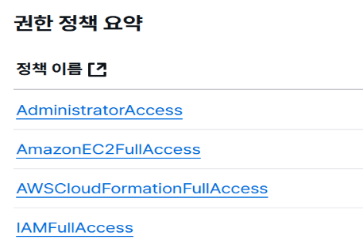 권한 정책 요약
정책 이름
AdministratorAccess
AmazonEC2FullAccess
AWSCloudFormationFullAccess
IAMFullAccess